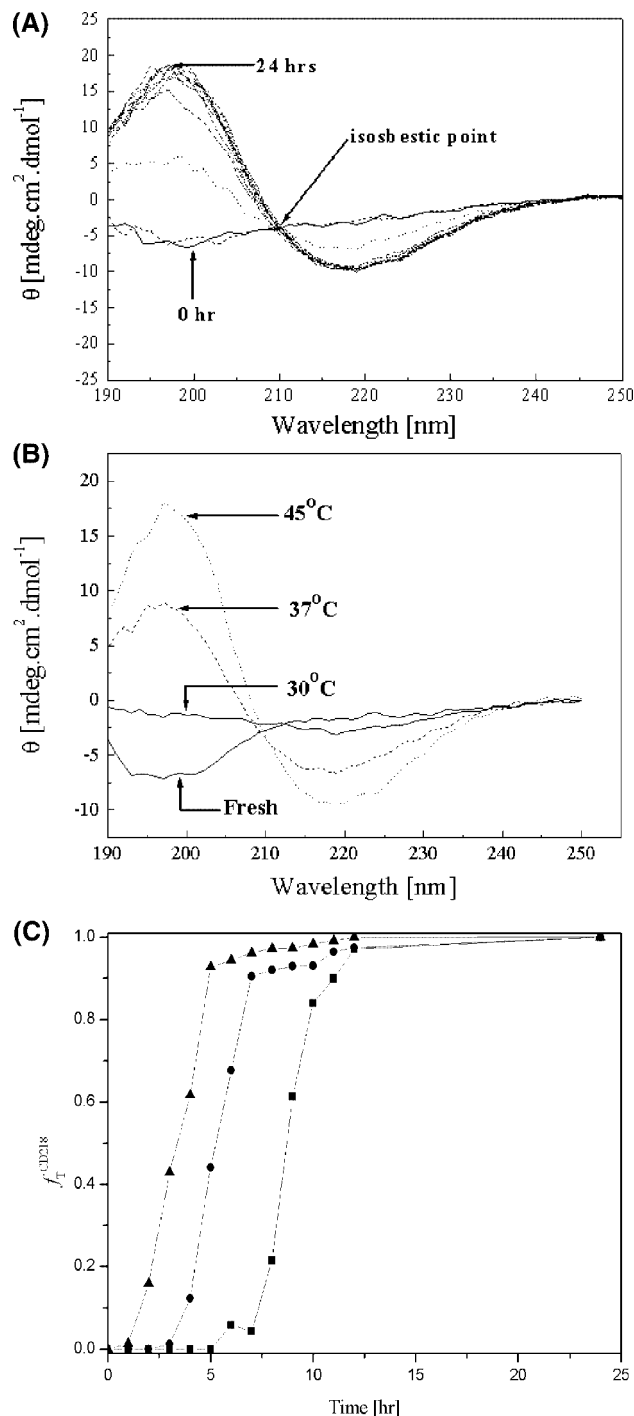 (A)
25
20
15
10
5
0
-5
-10
15
20
25
θ [mdeg.cm².dmol⁻¹]
24 hrs
isosbestic point
0 hr
190 200 210 220 230 240 250
Wavelength [nm]
(B)
20
15
10
5
0
-5
-10
θ [mdeg.cm².dmol⁻¹]
45°C
37°C
30°C
Fresh
190 200 210 220 230 240 250
Wavelength [nm]
(C)
1.0
0.8
0.6
0.4
0.2
0.0
f_T^CD218
0 5 10 15 20 25
Time [hr]